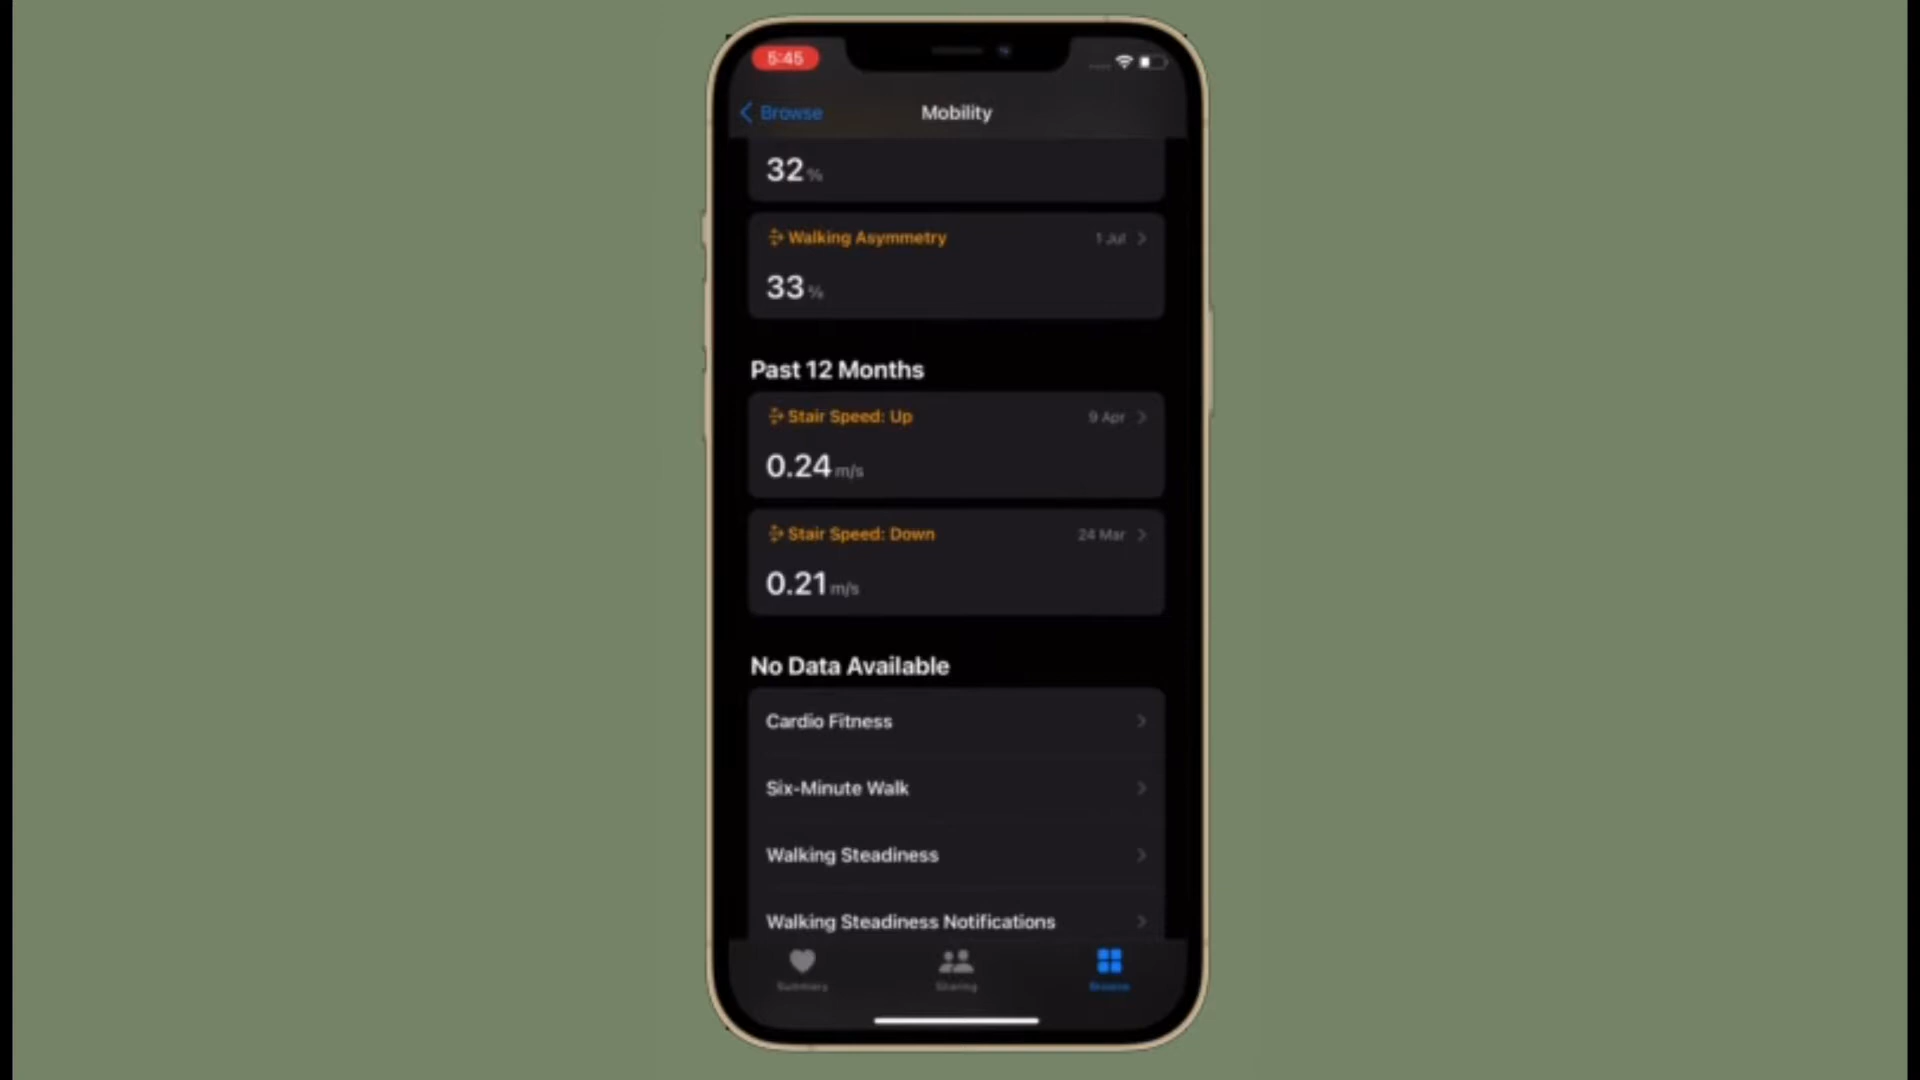 5:45
Browse
Mobility
32%
Walking Asymmetry
1 Jul
33%
Past 12 Months
Stair Speed: Up
9 Apr
0.24 m/s
Stair Speed: Down
24 Mar
0.21 m/s
No Data Available
Cardio Fitness
Six-Minute Walk
Walking Steadiness
Walking Steadiness Notifications
Summary
Sharing
Browse